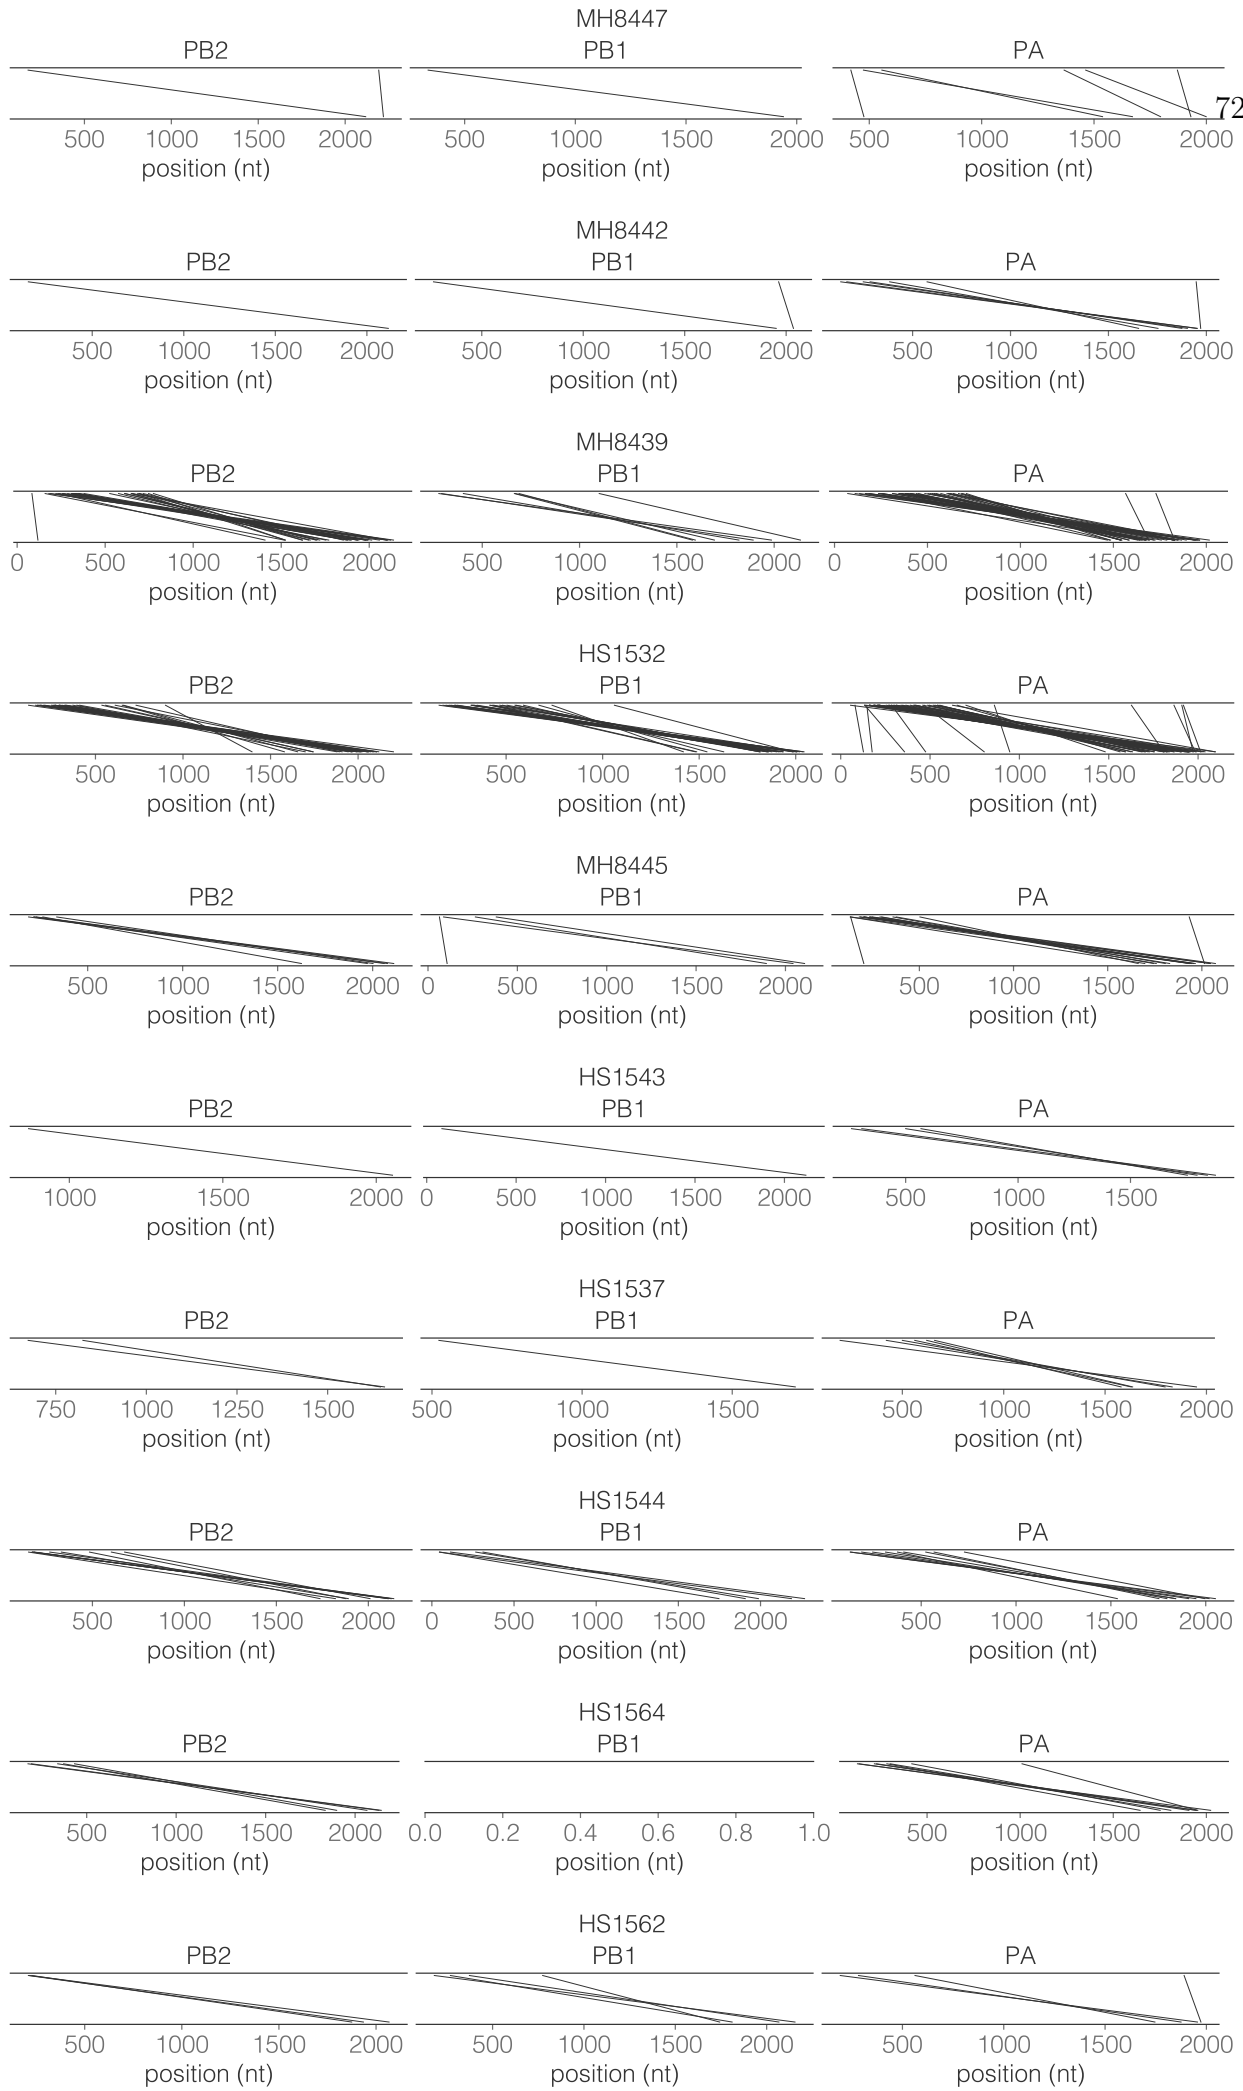 MH8447
PB2 PB1 PA
72
500 1000 1500 2000 500 1000 1500 2000 500 1000 1500 2000
position (nt) position (nt) position (nt)
MH8442
PB2 PB1 PA
500 1000 1500 2000 500 1000 1500 2000 500 1000 1500 2000
position (nt) position (nt) position (nt)
MH8439
PB2 PB1 PA
0 500 1000 1500 2000 500 1000 1500 2000 0 500 1000 1500 2000
position (nt) position (nt) position (nt)
HS1532
PB2 PB1 PA
500 1000 1500 2000 500 1000 1500 2000 0 500 1000 1500 2000
position (nt) position (nt) position (nt)
MH8445
PB2 PB1 PA
500 1000 1500 2000 0 500 1000 1500 2000 500 1000 1500 2000
position (nt) position (nt) position (nt)
HS1543
PB2 PB1 PA
1000 1500 2000 0 500 1000 1500 2000 500 1000 1500
position (nt) position (nt) position (nt)
HS1537
PB2 PB1 PA
750 1000 1250 1500 500 1000 1500 500 1000 1500 2000
position (nt) position (nt) position (nt)
HS1544
PB2 PB1 PA
500 1000 1500 2000 0 500 1000 1500 2000 500 1000 1500 2000
position (nt) position (nt) position (nt)
HS1564
PB2 PB1 PA
500 1000 1500 2000 0.0 0.2 0.4 0.6 0.8 1.0 500 1000 1500 2000
position (nt) position (nt) position (nt)
HS1562
PB2 PB1 PA
500 1000 1500 2000 500 1000 1500 2000 500 1000 1500 2000
position (nt) position (nt) position (nt)